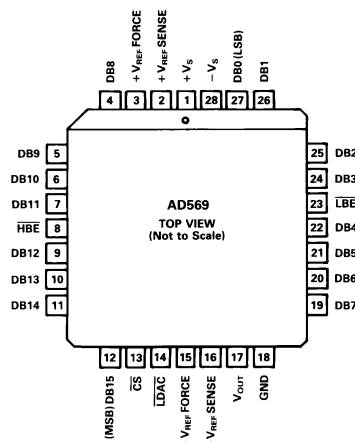 DB8
+ VREF FORCE
+ VREF SENSE
+ VS
– VS
DB0 (LSB)
DB1
4 3 2 1 28 27 26
DB9 5
DB10 6
DB11 7
HBE 8
DB12 9
DB13 10
DB14 11
AD569
TOP VIEW
(Not to Scale)
25 DB2
24 DB3
23 LBE
22 DB4
21 DB5
20 DB6
19 DB7
12 13 14 15 16 17 18
(MSB) DB15
CS
LDAC
VREF FORCE
VREF SENSE
VOUT
GND